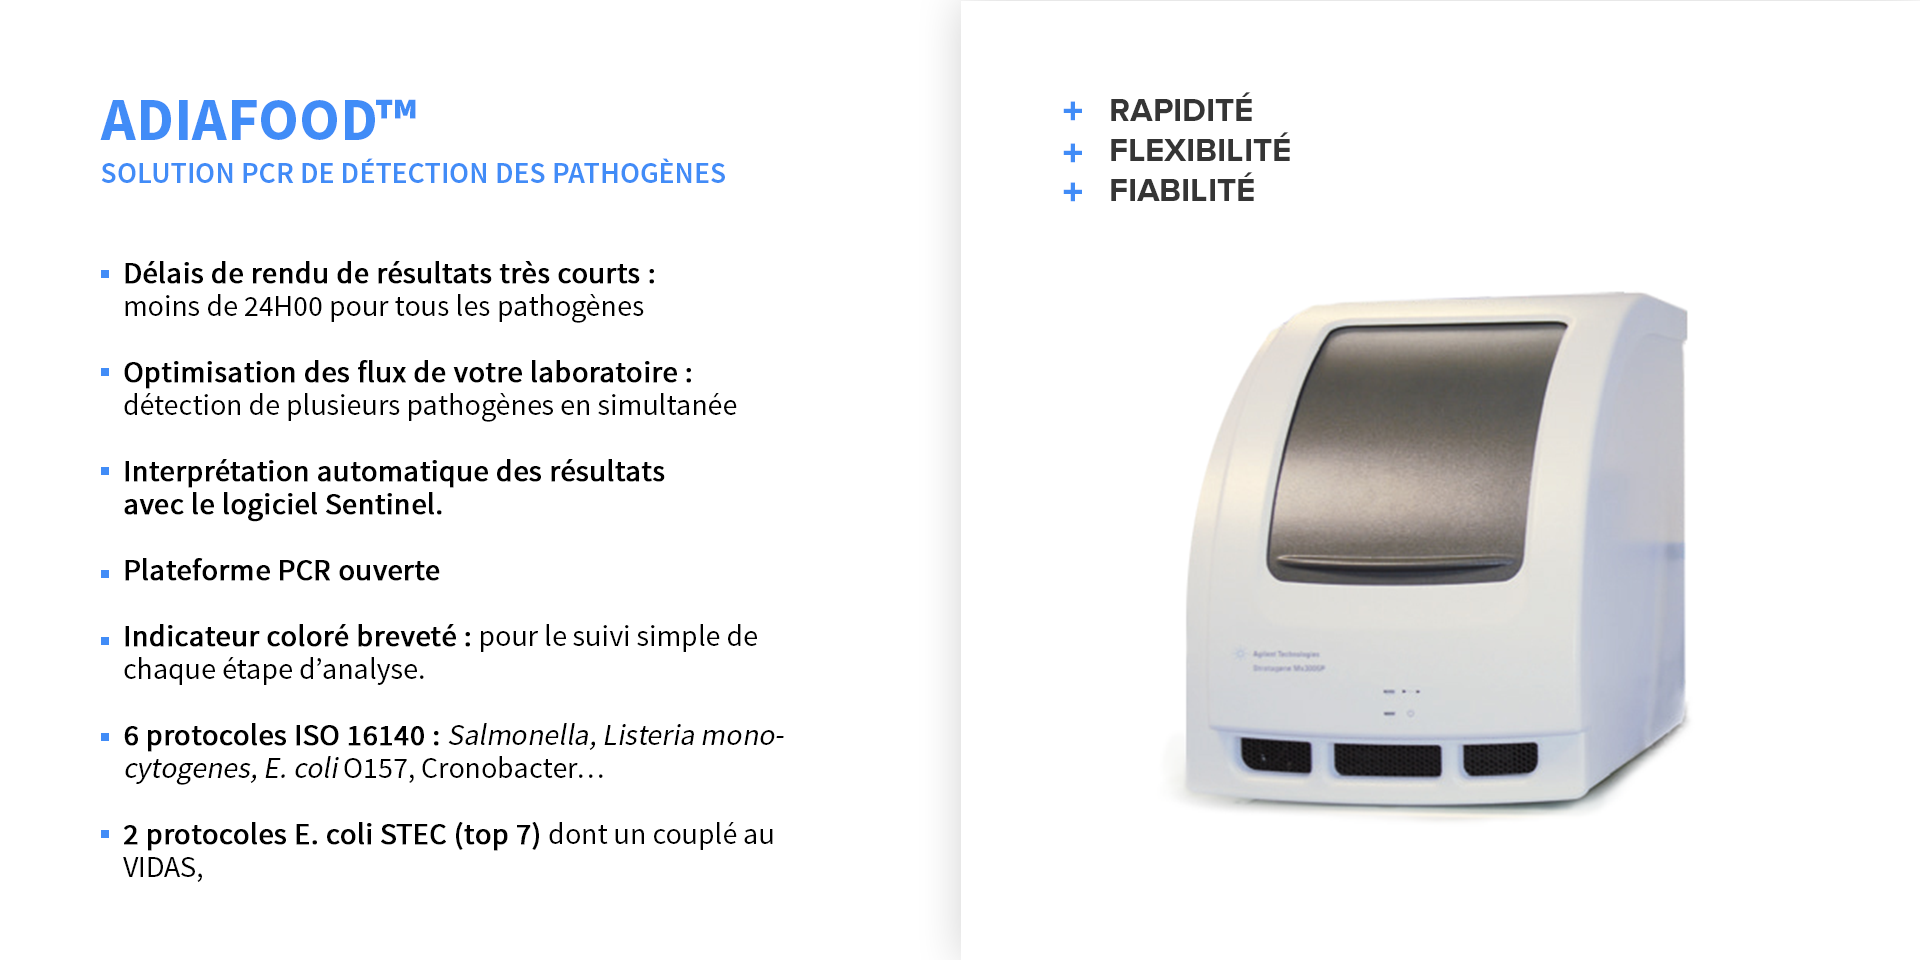 ADIAFOOD™
SOLUTION PCR DE DÉTECTION DES PATHOGÈNES
▪ Délais de rendu de résultats très courts :
moins de 24H00 pour tous les pathogènes
▪ Optimisation des flux de votre laboratoire :
détection de plusieurs pathogènes en simultanée
▪ Interprétation automatique des résultats
avec le logiciel Sentinel.
▪ Plateforme PCR ouverte
▪ Indicateur coloré breveté : pour le suivi simple de
chaque étape d’analyse.
▪ 6 protocoles ISO 16140 : Salmonella, Listeria mono-
cytogenes, E. coli O157, Cronobacter…
▪ 2 protocoles E. coli STEC (top 7) dont un couplé au
VIDAS,
+ RAPIDITÉ
+ FLEXIBILITÉ
+ FIABILITÉ
Agilent Technologies
Stratagene Mx3005P